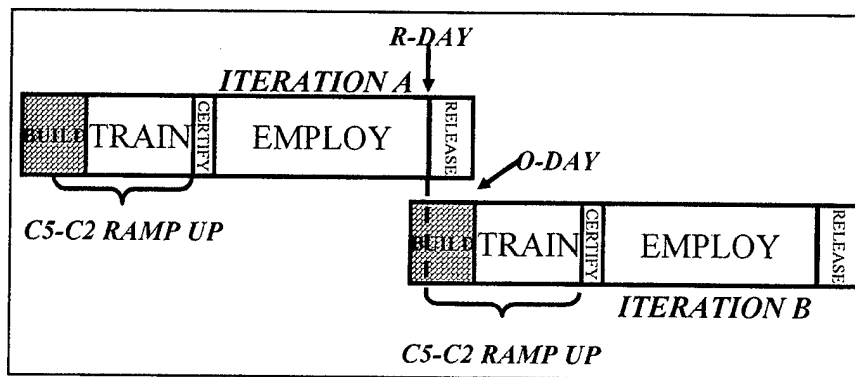 R-DAY
ITERATION A
BUILD TRAIN CERTIFY EMPLOY RELEASE
O-DAY
C5-C2 RAMP UP
BUILD TRAIN CERTIFY EMPLOY RELEASE
ITERATION B
C5-C2 RAMP UP